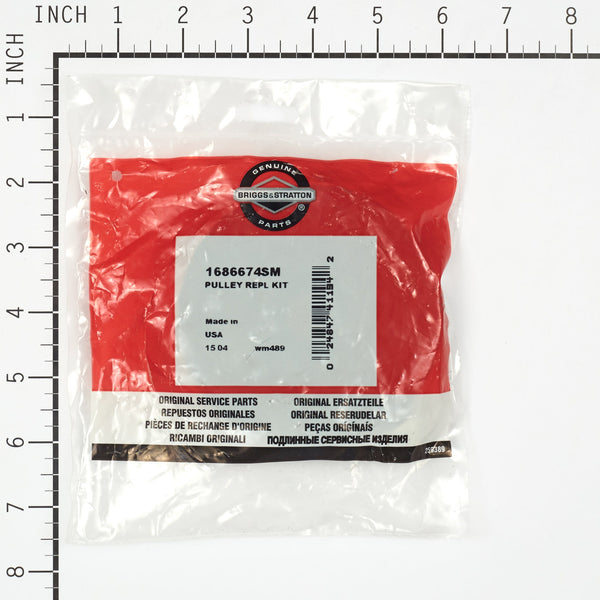 INCH 1 2 3 4 5 6 7 8
INCH
1
2
3
4
5
6
7
8
GENUINE
BRIGGS & STRATTON
®
PARTS
1686674SM
PULLEY REPL KIT
Made in
USA
15 04 wm489
0 24847 41154 2
ORIGINAL SERVICE PARTS
REPUESTOS ORIGINALES
PIÈCES DE RECHANGE D'ORIGINE
RICAMBI GRIGINALI
ORIGINAL ERSATZTEILE
ORIGINAL RESERUDELAR
PEÇAS ORIGINAIS
ПОДЛИННЫЕ СЕРВИСНЫЕ ИЗДЕЛИЯ